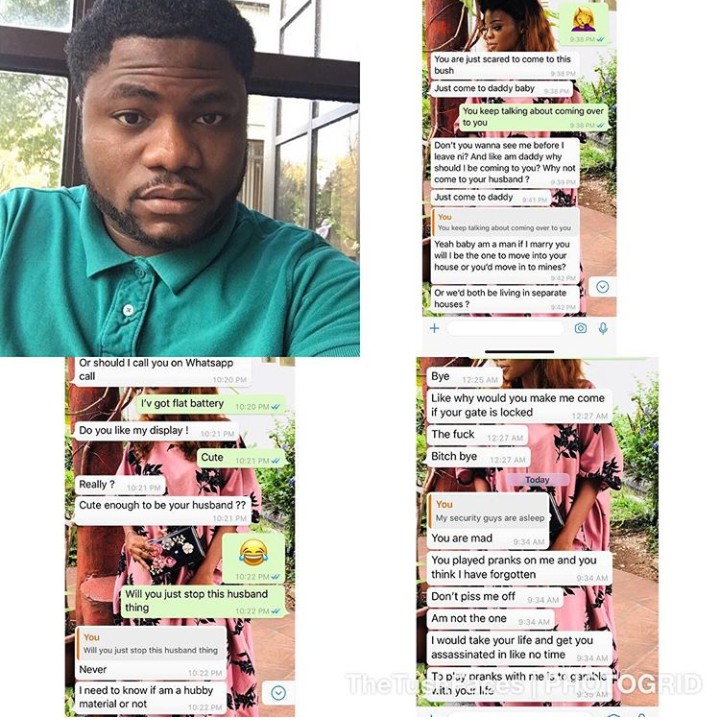 9:38 PM
You are just scared to come to this
bush
9:38 PM
Just come to daddy baby
9:38 PM
You keep talking about coming over
to you
9:38 PM
Don't you wanna see me before I
leave ni? And like am daddy why
should I be coming to you? Why not
come to your husband ?
9:39 PM
Just come to daddy
9:41 PM
You
You keep talking about coming over to you
Yeah baby am a man if I marry you
will I be the one to move into your
house or you'd move in to mines?
9:42 PM
Or we'd both be living in separate
houses ?
9:42 PM
Or should I call you on Whatsapp
call
10:20 PM
I'v got flat battery
10:20 PM
Do you like my display !
10:21 PM
Cute
10:21 PM
Really ?
10:21 PM
Cute enough to be your husband ??
10:21 PM
10:22 PM
Will you just stop this husband
thing
10:22 PM
You
Will you just stop this husband thing
Never
10:22 PM
I need to know if am a hubby
material or not
10:22 PM
Bye
12:25 AM
Like why would you make me come
if your gate is locked
12:27 AM
The fuck
12:27 AM
Bitch bye
12:27 AM
Today
You
My security guys are asleep
You are mad
9:34 AM
You played pranks on me and you
think I have forgotten
9:34 AM
Don't piss me off
9:34 AM
Am not the one
9:34 AM
I would take your life and get you
assassinated in like no time
9:34 AM
To play pranks with me is to gamble
with your life
9:35 AM
PHOTOGRID